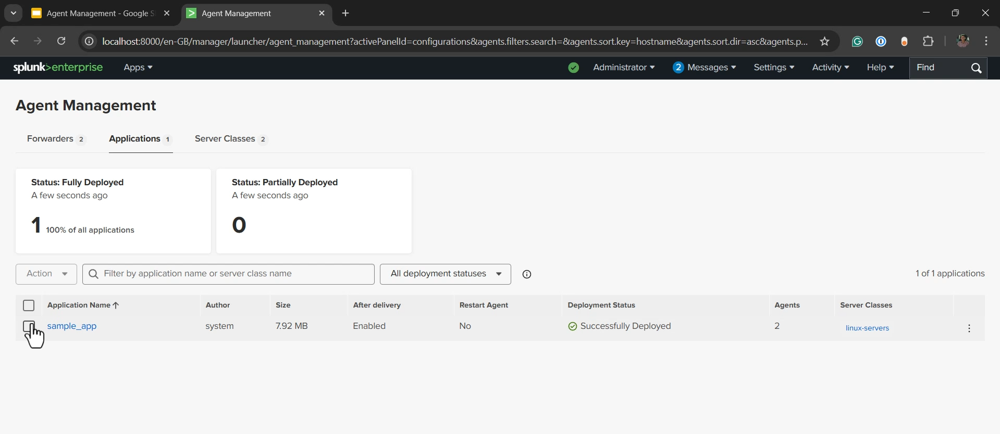 Agent Management - Google S
Agent Management
localhost:8000/en-GB/manager/launcher/agent_management?activePanelId=configurations&agents.filters.search=&agents.sort.key=hostname&agents.sort.dir=asc&agents.p...
splunk>enterprise Apps Administrator 2 Messages Settings Activity Help Find
Agent Management
Forwarders 2 Applications 1 Server Classes 2
Status: Fully Deployed
A few seconds ago
1 100% of all applications
Status: Partially Deployed
A few seconds ago
0
Action Filter by application name or server class name All deployment statuses 1 of 1 applications
Application Name Author Size After delivery Restart Agent Deployment Status Agents Server Classes
sample_app system 7.92 MB Enabled No Successfully Deployed 2 linux-servers